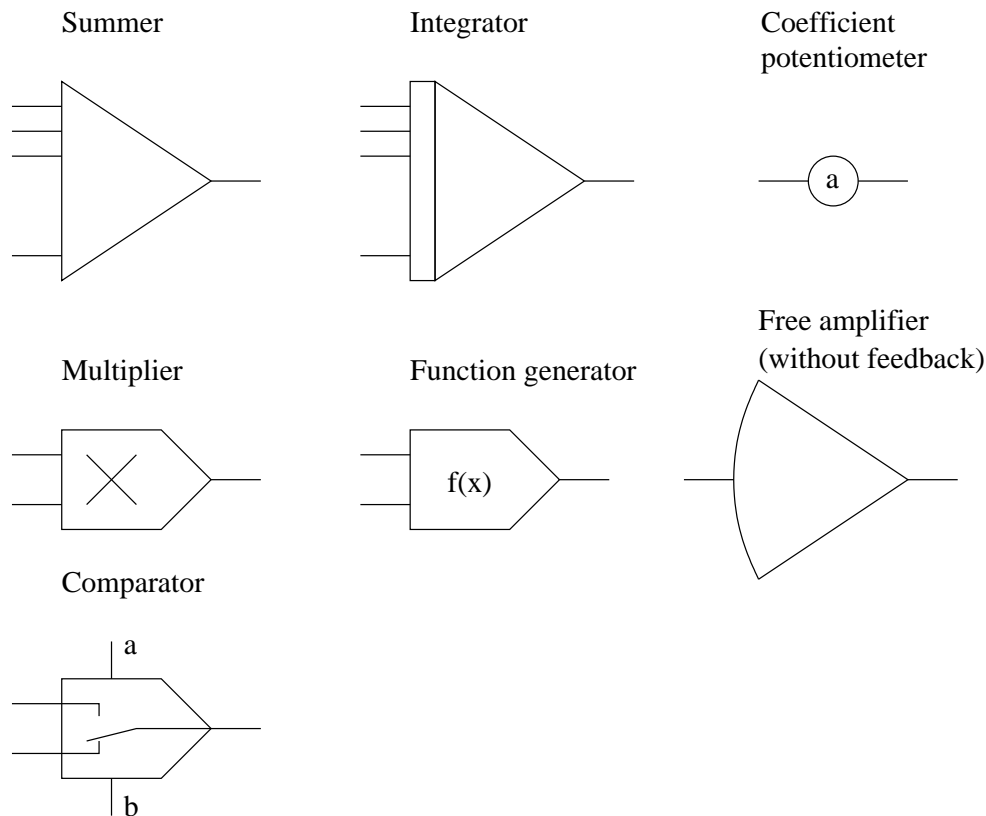 Summer
Integrator
Coefficient
potentiometer
a
Multiplier
Function generator
Free amplifier
(without feedback)
f(x)
Comparator
a
b